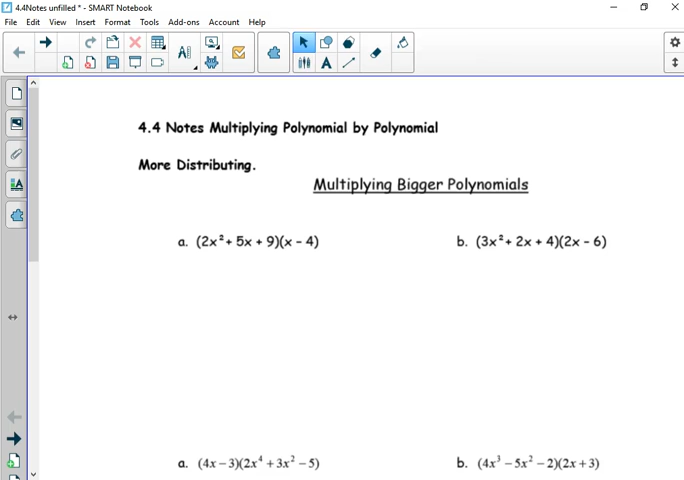 4.4Notes unfilled * - SMART Notebook
File Edit View Insert Format Tools Add-ons Account Help
4.4 Notes Multiplying Polynomial by Polynomial
More Distributing.
Multiplying Bigger Polynomials
a. (2x² + 5x + 9)(x - 4)
b. (3x² + 2x + 4)(2x - 6)
a. (4x − 3)(2x⁴ + 3x² − 5)
b. (4x³ − 5x² − 2)(2x + 3)